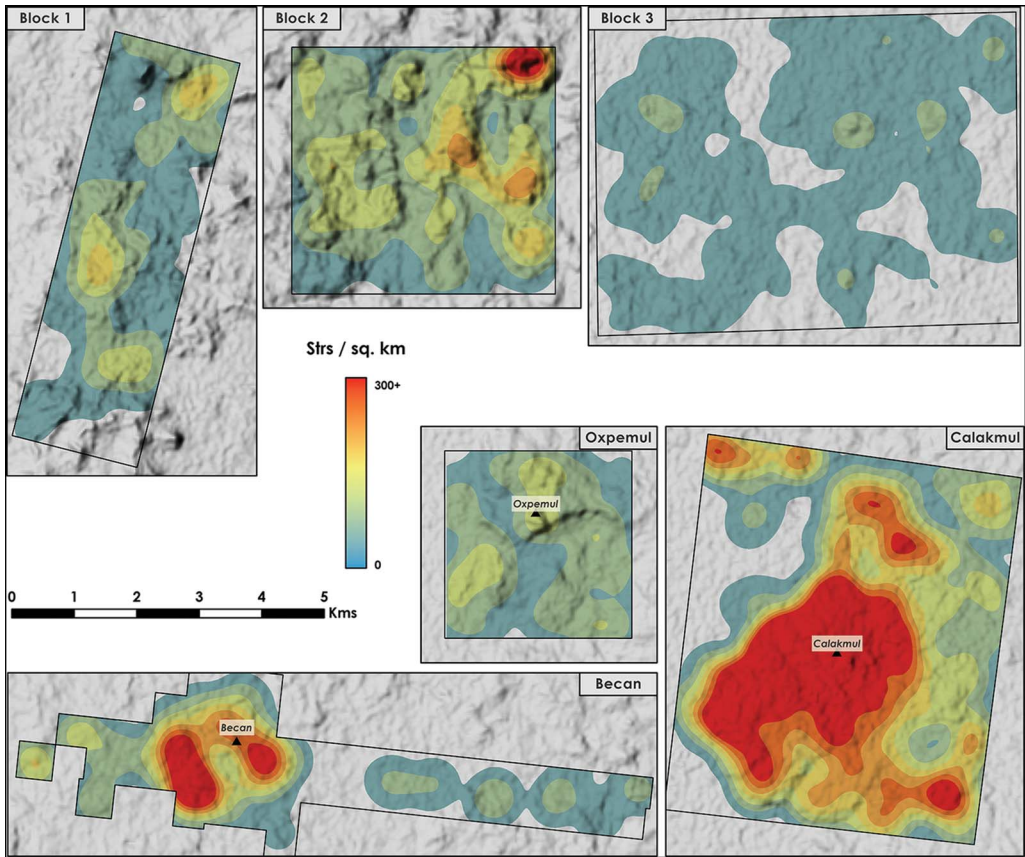 Block 1
Block 2
Block 3
Strs / sq. km
300+
0
Oxpemul
Oxpemul
Calakmul
Calakmul
0 1 2 3 4 5 Kms
Becan
Becan